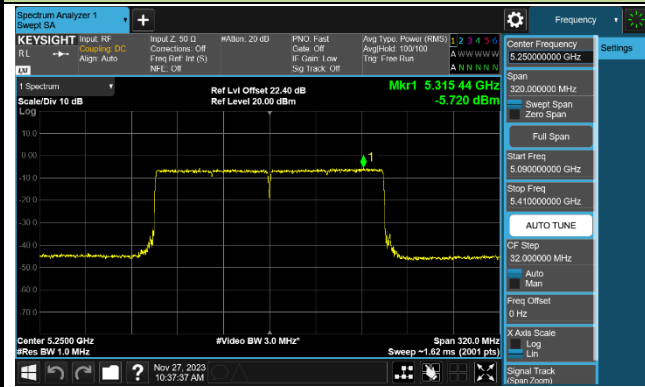 Spectrum Analyzer 1
Swept SA
+
Frequency
KEYSIGHT
RL
LXI
Input: RF
Coupling: DC
Align: Auto
Input Z: 50 Ω
Corrections: Off
Freq Ref: Int (S)
NFE: Off
#Atten: 20 dB
PNO: Fast
Gate: Off
IF Gain: Low
Sig Track: Off
Avg Type: Power (RMS)
Avg|Hold: 100/100
Trig: Free Run
1 2 3 4 5 6
A W W W W W
A N N N N N
1 Spectrum
Scale/Div 10 dB
Log
Ref Lvl Offset 22.40 dB
Ref Level 20.00 dBm
Mkr1 5.315 44 GHz
-5.720 dBm
10.0
0.00
-10.0
-20.0
-30.0
-40.0
-50.0
-60.0
-70.0
1
Center 5.2500 GHz
#Res BW 1.0 MHz
#Video BW 3.0 MHz*
Span 320.0 MHz
Sweep ~1.62 ms (2001 pts)
Nov 27, 2023
10:37:37 AM
Center Frequency
5.250000000 GHz
Settings
Span
320.000000 MHz
Swept Span
Zero Span
Full Span
Start Freq
5.090000000 GHz
Stop Freq
5.410000000 GHz
AUTO TUNE
CF Step
32.000000 MHz
Auto
Man
Freq Offset
0 Hz
X Axis Scale
Log
Lin
Signal Track
(Span Zoom)